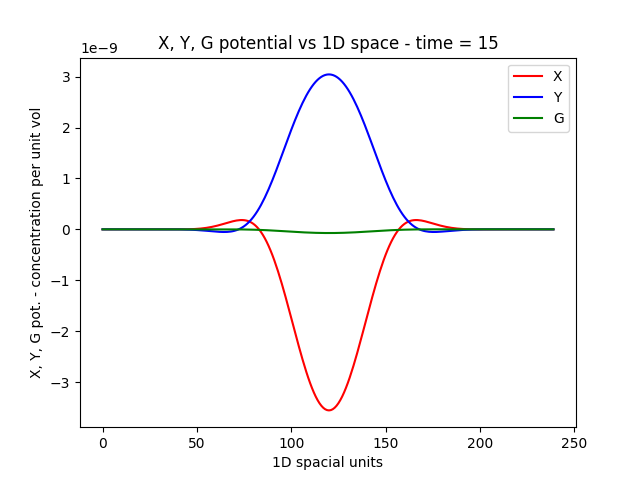 X, Y, G potential vs 1D space - time = 15
1e−9
X
Y
G
3
2
1
0
−1
−2
−3
X, Y, G pot. - concentration per unit vol
0 50 100 150 200 250
1D spacial units